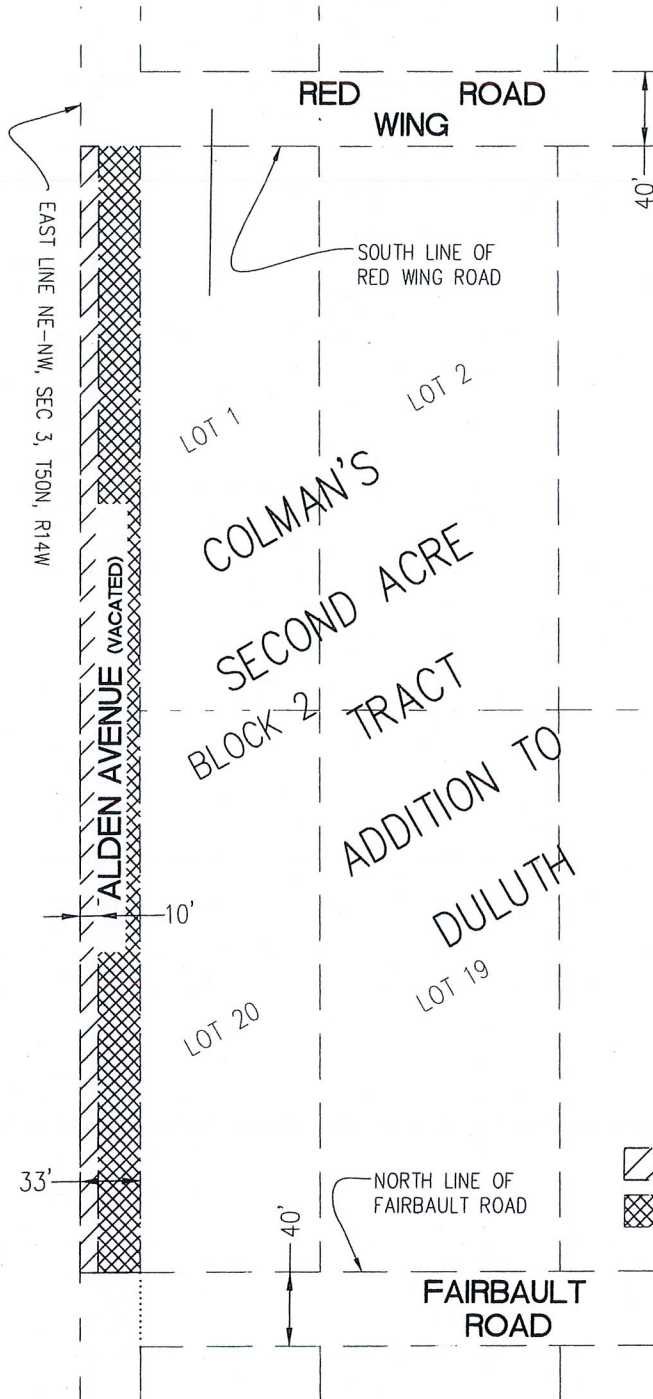 RED ROAD
WING
40'
EAST LINE NE-NW, SEC 3, T50N, R14W
SOUTH LINE OF
RED WING ROAD
LOT 1
LOT 2
COLMAN'S
SECOND ACRE
BLOCK 2 TRACT
ADDITION TO
DULUTH
ALDEN AVENUE (VACATED)
10'
LOT 20
LOT 19
33'
NORTH LINE OF
FAIRBAULT ROAD
40'
FAIRBAULT
ROAD